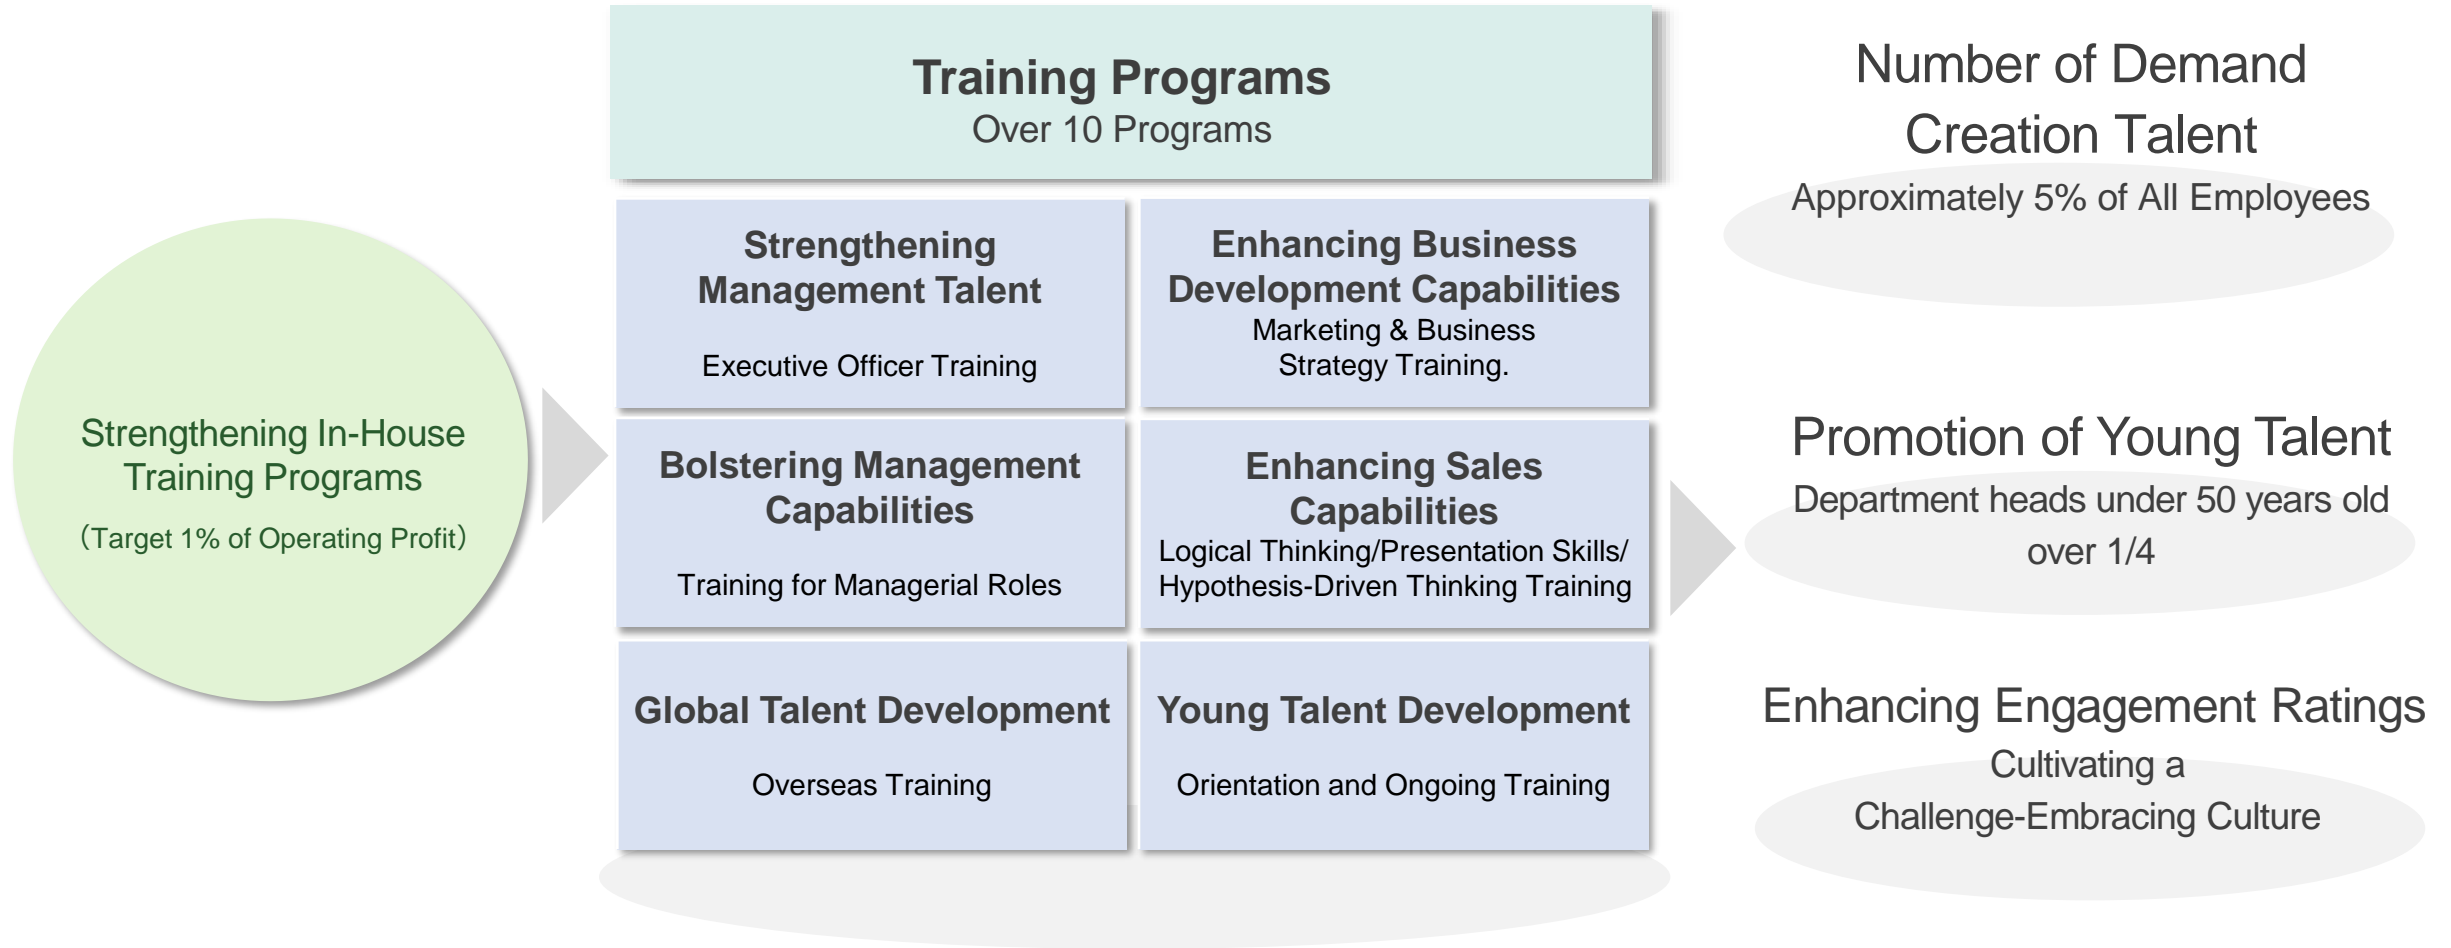 Strengthening In-House
Training Programs
（Target 1% of Operating Profit）
Training Programs
Over 10 Programs
Strengthening
Management Talent
Executive Officer Training
Enhancing Business
Development Capabilities
Marketing & Business
Strategy Training.
Bolstering Management
Capabilities
Training for Managerial Roles
Enhancing Sales
Capabilities
Logical Thinking/Presentation Skills/
Hypothesis-Driven Thinking Training
Global Talent Development
Overseas Training
Young Talent Development
Orientation and Ongoing Training
Number of Demand
Creation Talent
Approximately 5% of All Employees
Promotion of Young Talent
Department heads under 50 years old
over 1/4
Enhancing Engagement Ratings
Cultivating a
Challenge-Embracing Culture